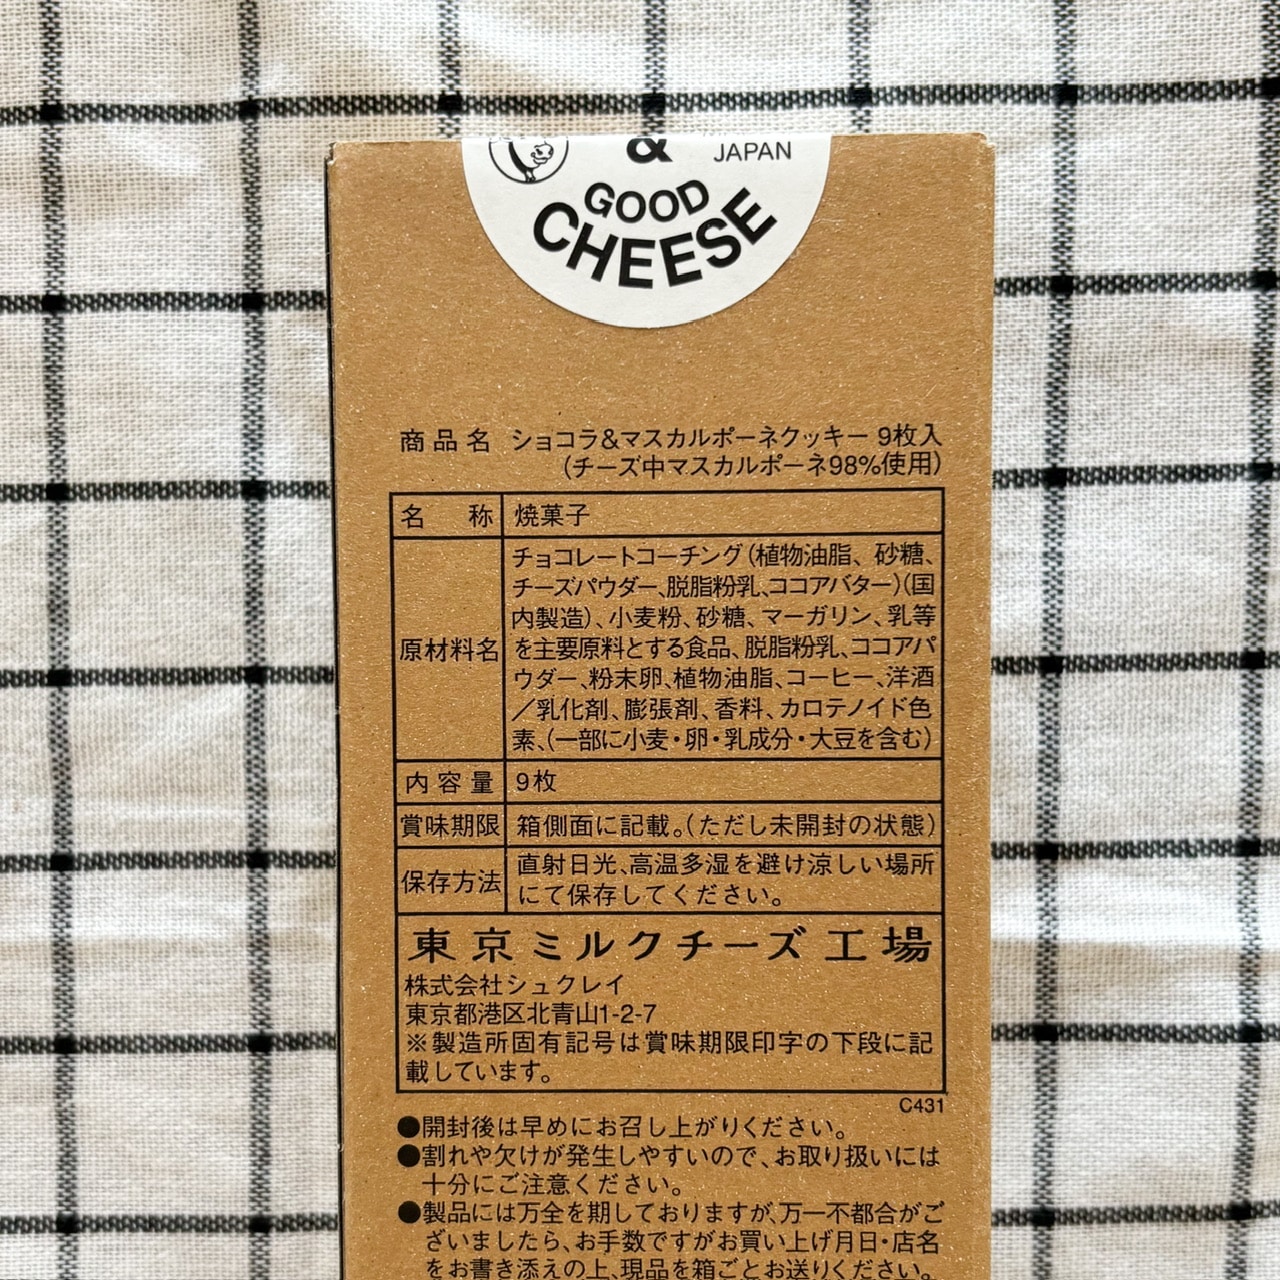 & JAPAN
GOOD
CHEESE
商品名 ショコラ&マスカルポーネクッキー 9枚入
(チーズ中マスカルポーネ98%使用)
名 称 焼菓子
原材料名
チョコレートコーチング(植物油脂、砂糖、
チーズパウダー、脱脂粉乳、ココアバター)(国
内製造)、小麦粉、砂糖、マーガリン、乳等
を主要原料とする食品、脱脂粉乳、ココアパ
ウダー、粉末卵、植物油脂、コーヒー、洋酒
/乳化剤、膨張剤、香料、カロテノイド色
素、(一部に小麦・卵・乳成分・大豆を含む)
内容量 9枚
賞味期限 箱側面に記載。(ただし未開封の状態)
保存方法
直射日光、高温多湿を避け涼しい場所
にて保存してください。
東京ミルクチーズ工場
株式会社シュクレイ
東京都港区北青山1-2-7
※製造所固有記号は賞味期限印字の下段に記
載しています。
C431
●開封後は早めにお召し上がりください。
●割れや欠けが発生しやすいので、お取り扱いには
十分にご注意ください。
●製品には万全を期しておりますが、万一不都合がご
ざいましたら、お手数ですがお買い上げ月日・店名
をお書き添えの上、現品を箱ごとお送りください。